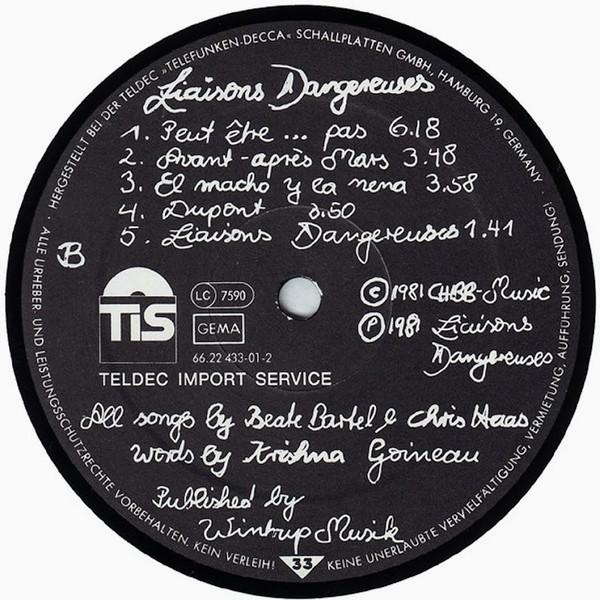 HERGESTELLT BEI DER TELDEC »TELEFUNKEN-DECCA« SCHALLPLATTEN GMBH., HAMBURG 19, GERMANY · VERMIETUNG, AUFFÜHRUNG, SENDUNG!
Liaisons Dangereuses
1. Peut être ... pas 6.18
2. Avant-après Mars 3.48
3. El macho y la nena 3.58
4. Dupont 3.50
5. Liaisons Dangereuses 1.41
B
TIS
LC 7590
GEMA
66.22 433-01-2
TELDEC IMPORT SERVICE
C 1981 CHBB-Music
P 1981 Liaisons
Dangereuses
All songs by Beate Bartel & Chris Haas
Words by Krishna Goineau
Published by
Wintrup Musik
33
· ALLE URHEBER- UND LEISTUNGSSCHUTZRECHTE VORBEHALTEN. KEIN VERLEIH! KEINE UNERLAUBTE VERVIELFÄLTIGUNG,